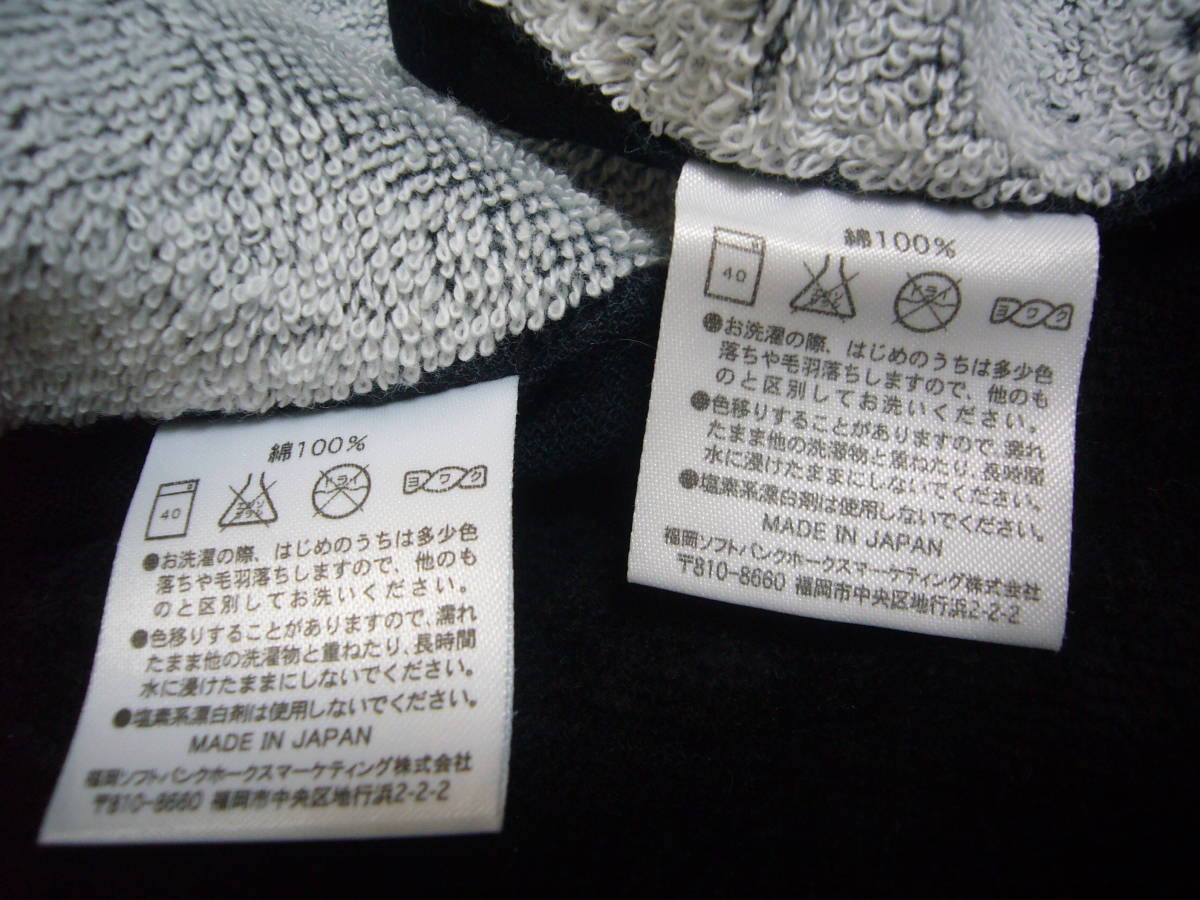 綿100%
40
エンソサラシ
ドライ
ヨワク
●お洗濯の際、はじめのうちは多少色
落ちや毛羽落ちしますので、他のも
のと区別してお洗いください。
●色移りすることがありますので、濡れ
たまま他の洗濯物と重ねたり、長時間
水に浸けたままにしないでください。
●塩素系漂白剤は使用しないでください。
MADE IN JAPAN
福岡ソフトバンクホークスマーケティング株式会社
〒810-8660 福岡市中央区地行浜2-2-2
綿100%
40
エンソサラシ
ドライ
ヨワク
●お洗濯の際、はじめのうちは多少色
落ちや毛羽落ちしますので、他のも
のと区別してお洗いください。
●色移りすることがありますので、濡れ
たまま他の洗濯物と重ねたり、長時間
水に浸けたままにしないでください。
●塩素系漂白剤は使用しないでください。
MADE IN JAPAN
福岡ソフトバンクホークスマーケティング株式会社
〒810-8660 福岡市中央区地行浜2-2-2